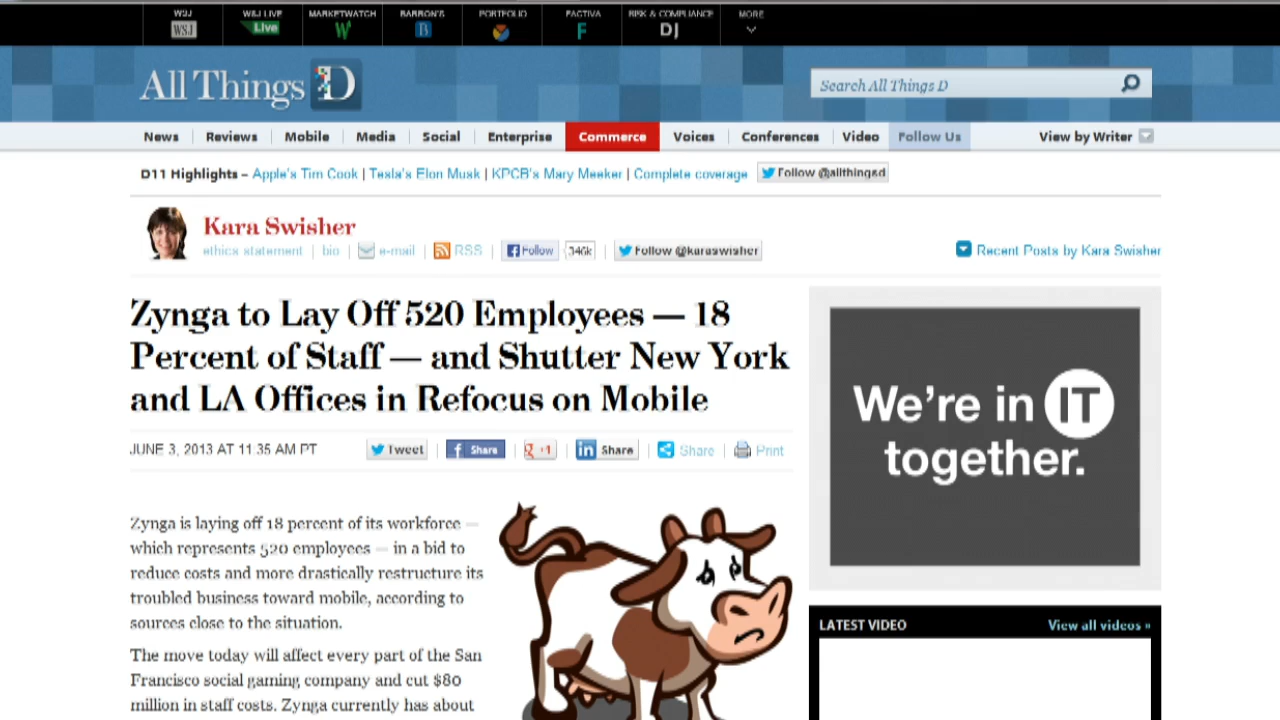 WSJ
WSJ LIVE
MARKETWATCH
BARRON'S
PORTFOLIO
FACTIVA
RISK & COMPLIANCE
MORE
WSJ
Live
W
B
F
DJ
All Things D
Search All Things D
News
Reviews
Mobile
Media
Social
Enterprise
Commerce
Voices
Conferences
Video
Follow Us
View by Writer
D11 Highlights – Apple's Tim Cook | Tesla's Elon Musk | KPCB's Mary Meeker | Complete coverage
Follow @allthingsd
Kara Swisher
ethics statement | bio | e-mail | RSS | Follow 346k | Follow @karaswisher
Recent Posts by Kara Swisher
Zynga to Lay Off 520 Employees — 18
Percent of Staff — and Shutter New York
and LA Offices in Refocus on Mobile
JUNE 3, 2013 AT 11:35 AM PT
Tweet
Share
+1
Share
Share
Print
Zynga is laying off 18 percent of its workforce —
which represents 520 employees — in a bid to
reduce costs and more drastically restructure its
troubled business toward mobile, according to
sources close to the situation.
The move today will affect every part of the San
Francisco social gaming company and cut $80
million in staff costs. Zynga currently has about
We're in IT
together.
LATEST VIDEO
View all videos »